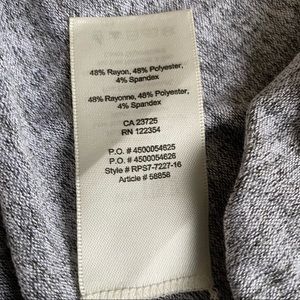 48% Rayon, 48% Polyester,
4% Spandex
48% Rayonne, 48% Polyester,
4% Spandex
CA 23725
RN 122354
P.O. # 4500054625
P.O. # 4500054626
Style # RPS7-7227-16
Article # 58858